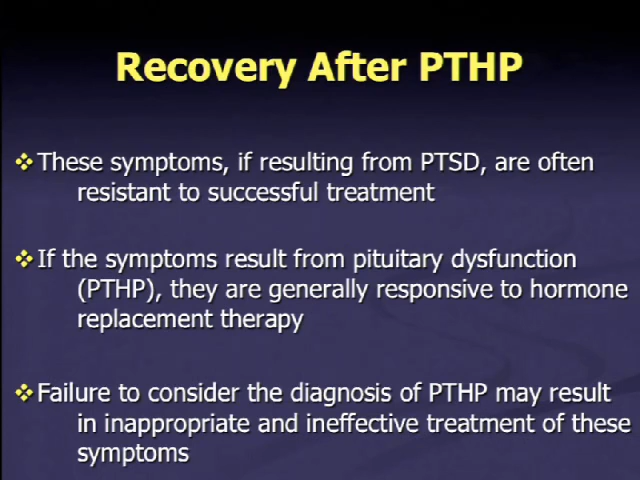 Recovery After PTHP
These symptoms, if resulting from PTSD, are often
resistant to successful treatment
If the symptoms result from pituitary dysfunction
(PTHP), they are generally responsive to hormone
replacement therapy
Failure to consider the diagnosis of PTHP may result
in inappropriate and ineffective treatment of these
symptoms